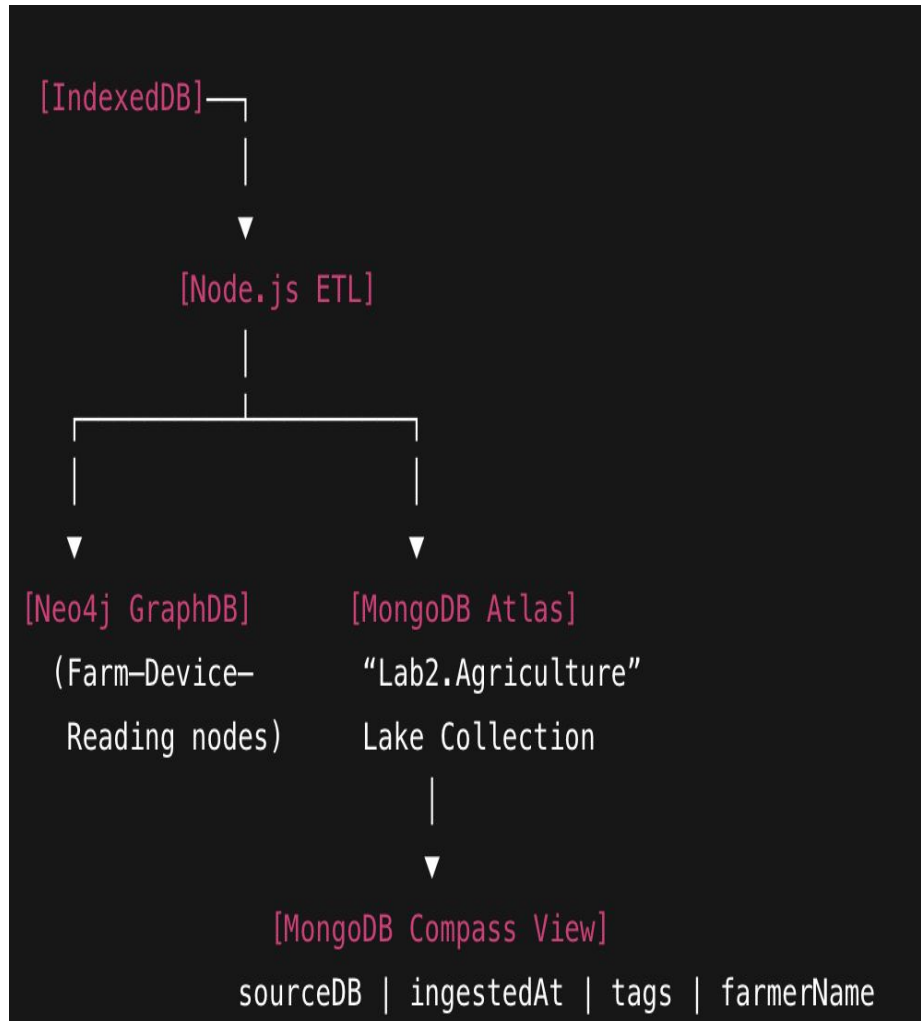 [IndexedDB]
[Node.js ETL]
[Neo4j GraphDB] [MongoDB Atlas]
(Farm—Device— “Lab2.Agriculture”
Reading nodes) Lake Collection
[MongoDB Compass View]
sourceDB | ingestedAt | tags | farmerName